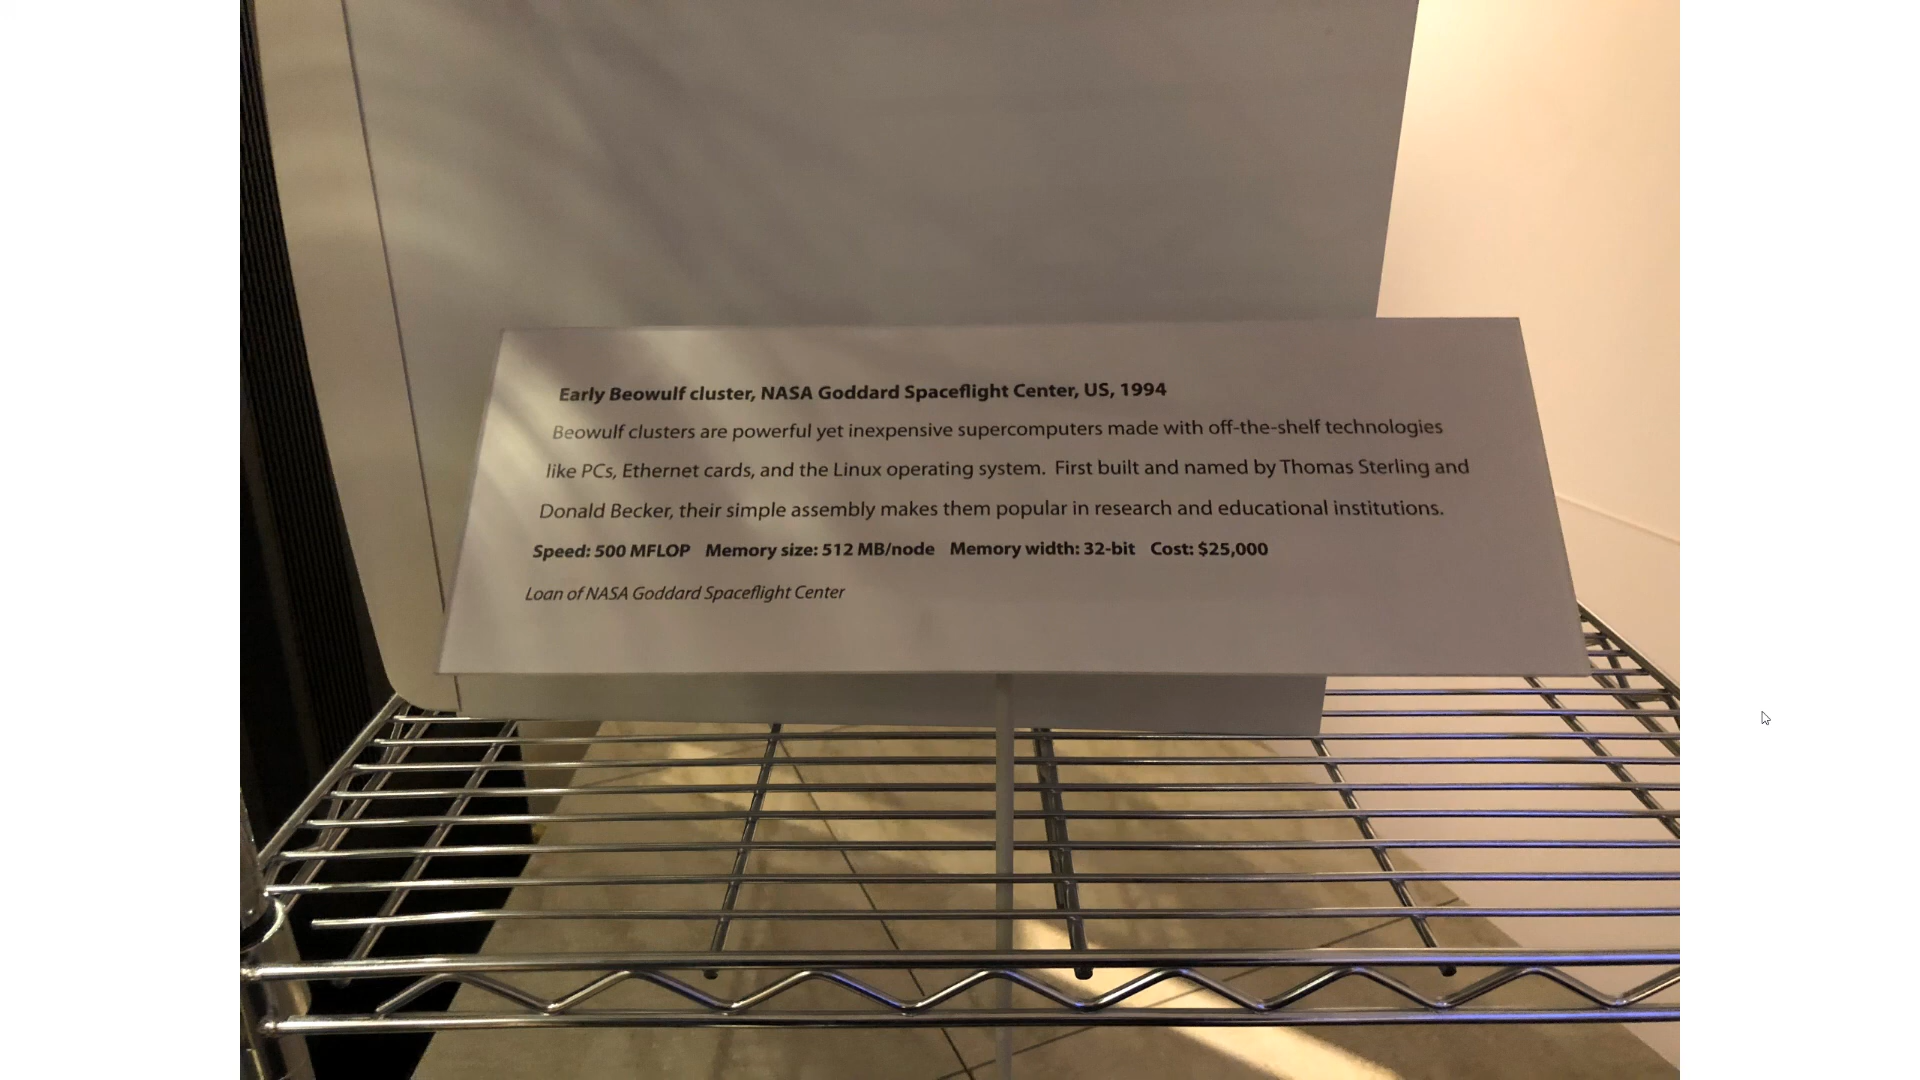 Early Beowulf cluster, NASA Goddard Spaceflight Center, US, 1994
Beowulf clusters are powerful yet inexpensive supercomputers made with off-the-shelf technologies
like PCs, Ethernet cards, and the Linux operating system.  First built and named by Thomas Sterling and
Donald Becker, their simple assembly makes them popular in research and educational institutions.
Speed: 500 MFLOP   Memory size: 512 MB/node   Memory width: 32-bit   Cost: $25,000
Loan of NASA Goddard Spaceflight Center